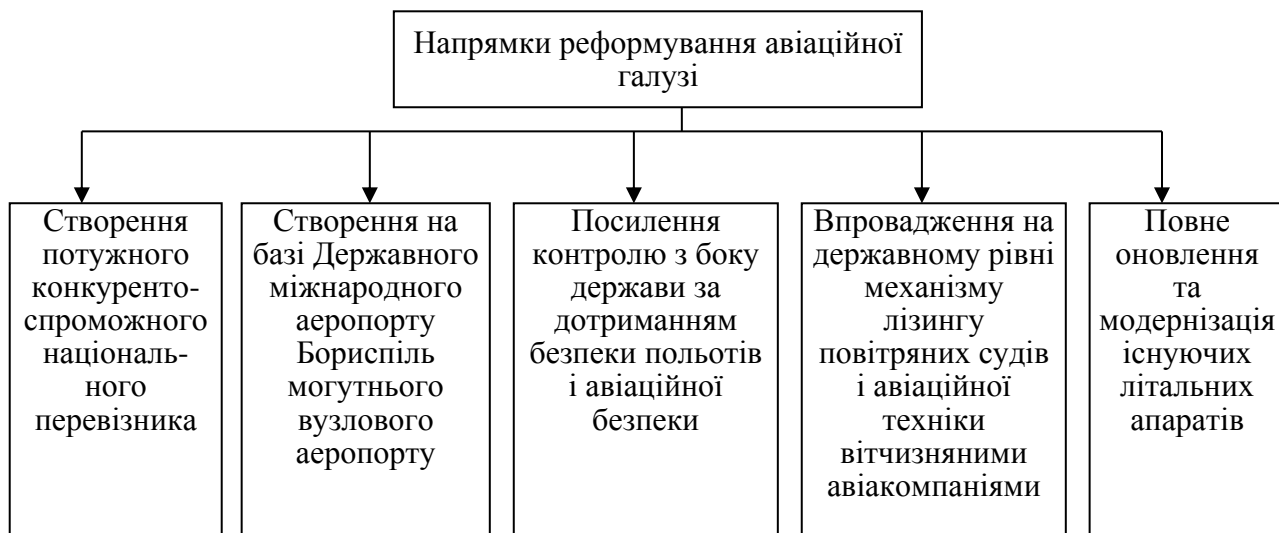 Напрямки реформування авіаційної
галузі
Створення
потужного
конкуренто-
спроможного
національ-
ного
перевізника
Створення на
базі Державного
міжнародного
аеропорту
Бориспіль
могутнього
вузлового
аеропорту
Посилення
контролю з боку
держави за
дотриманням
безпеки польотів
і авіаційної
безпеки
Впровадження на
державному рівні
механізму
лізингу
повітряних судів
і авіаційної
техніки
вітчизняними
авіакомпаніями
Повне
оновлення
та
модернізація
існуючих
літальних
апаратів